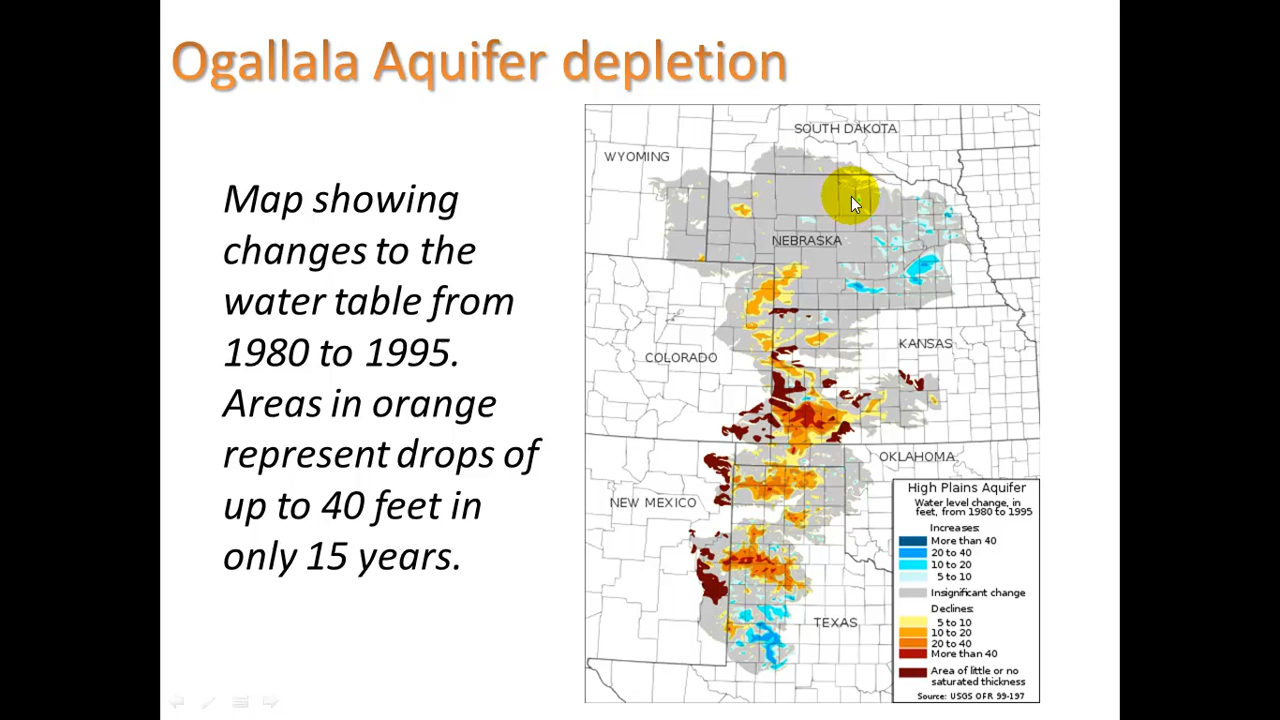 Ogallala Aquifer depletion
Map showing
changes to the
water table from
1980 to 1995.
Areas in orange
represent drops of
up to 40 feet in
only 15 years.
SOUTH DAKOTA
WYOMING
NEBRASKA
COLORADO
KANSAS
OKLAHOMA
NEW MEXICO
TEXAS
High Plains Aquifer
Water level change, in
feet, from 1980 to 1995
Increases:
More than 40
20 to 40
10 to 20
5 to 10
Insignificant change
Declines:
5 to 10
10 to 20
20 to 40
More than 40
Area of little or no
saturated thickness
Source: USGS OFR 99-197